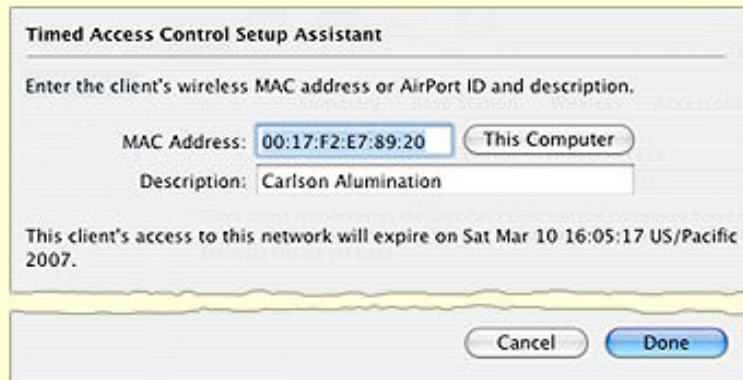 Timed Access Control Setup Assistant
Enter the client's wireless MAC address or AirPort ID and description.
MAC Address: 00:17:F2:E7:89:20 This Computer
Description: Carlson Alumination
This client's access to this network will expire on Sat Mar 10 16:05:17 US/Pacific
2007.
Cancel Done